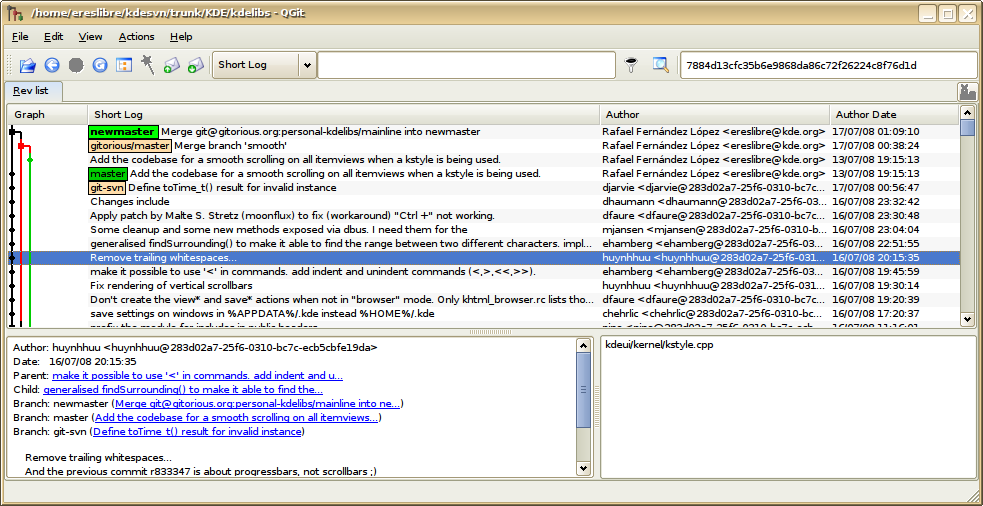 /home/ereslibre/kdesvn/trunk/KDE/kdelibs - QGit
File Edit View Actions Help
Short Log 7884d13cfc35b6e9868da86c72f26224c8f76d1d
Rev list
Graph Short Log Author Author Date
newmaster Merge git@gitorious.org:personal-kdelibs/mainline into newmaster Rafael Fernández López <ereslibre@kde.org> 17/07/08 01:09:10
gitorious/master Merge branch 'smooth' Rafael Fernández López <ereslibre@kde.org> 17/07/08 00:38:24
Add the codebase for a smooth scrolling on all itemviews when a kstyle is being used. Rafael Fernández López <ereslibre@kde.org> 13/07/08 19:15:13
master Add the codebase for a smooth scrolling on all itemviews when a kstyle is being used. Rafael Fernández López <ereslibre@kde.org> 13/07/08 19:15:13
git-svn Define toTime_t() result for invalid instance djarvie <djarvie@283d02a7-25f6-0310-bc7c... 17/07/08 00:56:47
Changes include dhaumann <dhaumann@283d02a7-25f6-03... 16/07/08 23:32:42
Apply patch by Malte S. Stretz (moonflux) to fix (workaround) "Ctrl +" not working. dfaure <dfaure@283d02a7-25f6-0310-bc7c... 16/07/08 23:30:48
Some cleanup and some new methods exposed via dbus. I need them for the mjansen <mjansen@283d02a7-25f6-0310-b... 16/07/08 23:04:04
generalised findSurrounding() to make it able to find the range between two different characters. impl... ehamberg <ehamberg@283d02a7-25f6-03... 16/07/08 22:51:55
Remove trailing whitespaces... huynhhuu <huynhhuu@283d02a7-25f6-031... 16/07/08 20:15:35
make it possible to use '<' in commands. add indent and unindent commands (<,>,<<,>>). ehamberg <ehamberg@283d02a7-25f6-03... 16/07/08 19:45:59
Fix rendering of vertical scrollbars huynhhuu <huynhhuu@283d02a7-25f6-031... 16/07/08 19:30:14
Don't create the view* and save* actions when not in "browser" mode. Only khtml_browser.rc lists tho... dfaure <dfaure@283d02a7-25f6-0310-bc7c... 16/07/08 19:20:39
save settings on windows in %APPDATA%/.kde instead %HOME%/.kde chehrlic <chehrlic@283d02a7-25f6-0310-... 16/07/08 17:20:37
Author: huynhhuu <huynhhuu@283d02a7-25f6-0310-bc7c-ecb5cbfe19da>
Date: 16/07/08 20:15:35
Parent: make it possible to use '<' in commands. add indent and u...
Child: generalised findSurrounding() to make it able to find the...
Branch: newmaster (Merge git@gitorious.org:personal-kdelibs/mainline into ne...)
Branch: master (Add the codebase for a smooth scrolling on all itemviews...)
Branch: git-svn (Define toTime_t() result for invalid instance)
Remove trailing whitespaces...
And the previous commit r833347 is about progressbars, not scrollbars ;)
kdeui/kernel/kstyle.cpp